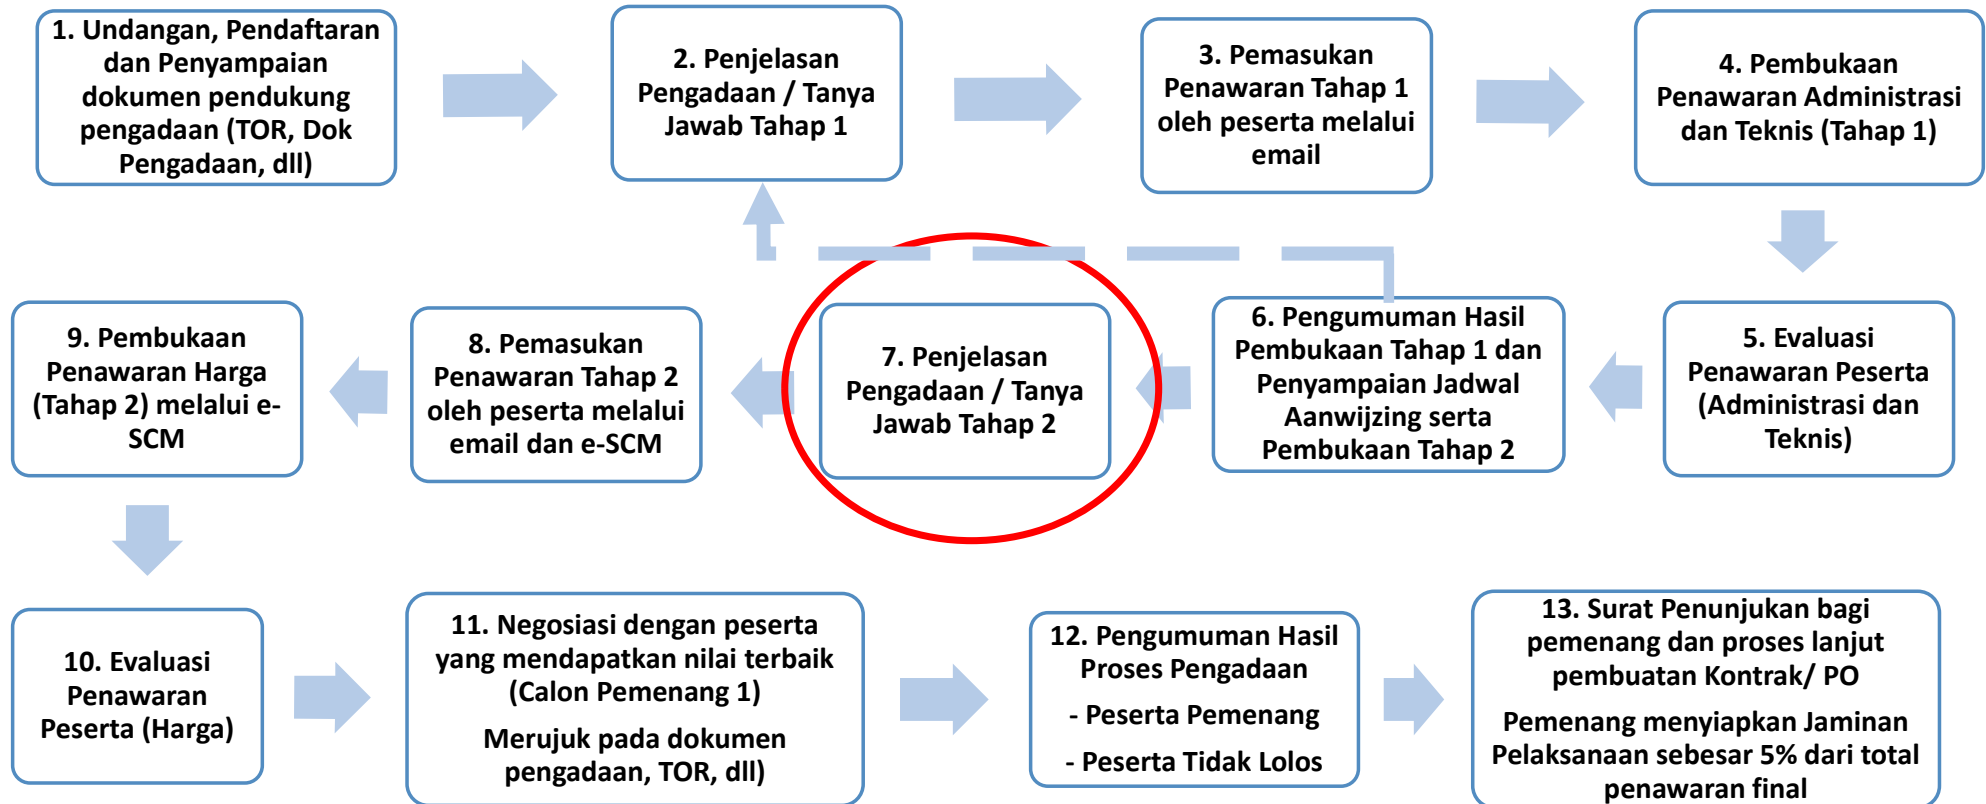 1. Undangan, Pendaftaran
dan Penyampaian
dokumen pendukung
pengadaan (TOR, Dok
Pengadaan, dll)
2. Penjelasan
Pengadaan / Tanya
Jawab Tahap 1
3. Pemasukan
Penawaran Tahap 1
oleh peserta melalui
email
4. Pembukaan
Penawaran Administrasi
dan Teknis (Tahap 1)
5. Evaluasi
Penawaran Peserta
(Administrasi dan
Teknis)
6. Pengumuman Hasil
Pembukaan Tahap 1 dan
Penyampaian Jadwal
Aanwijzing serta
Pembukaan Tahap 2
7. Penjelasan
Pengadaan / Tanya
Jawab Tahap 2
8. Pemasukan
Penawaran Tahap 2
oleh peserta melalui
email dan e-SCM
9. Pembukaan
Penawaran Harga
(Tahap 2) melalui e-
SCM
10. Evaluasi
Penawaran
Peserta (Harga)
11. Negosiasi dengan peserta
yang mendapatkan nilai terbaik
(Calon Pemenang 1)
Merujuk pada dokumen
pengadaan, TOR, dll)
12. Pengumuman Hasil
Proses Pengadaan
- Peserta Pemenang
- Peserta Tidak Lolos
13. Surat Penunjukan bagi
pemenang dan proses lanjut
pembuatan Kontrak/ PO
Pemenang menyiapkan Jaminan
Pelaksanaan sebesar 5% dari total
penawaran final